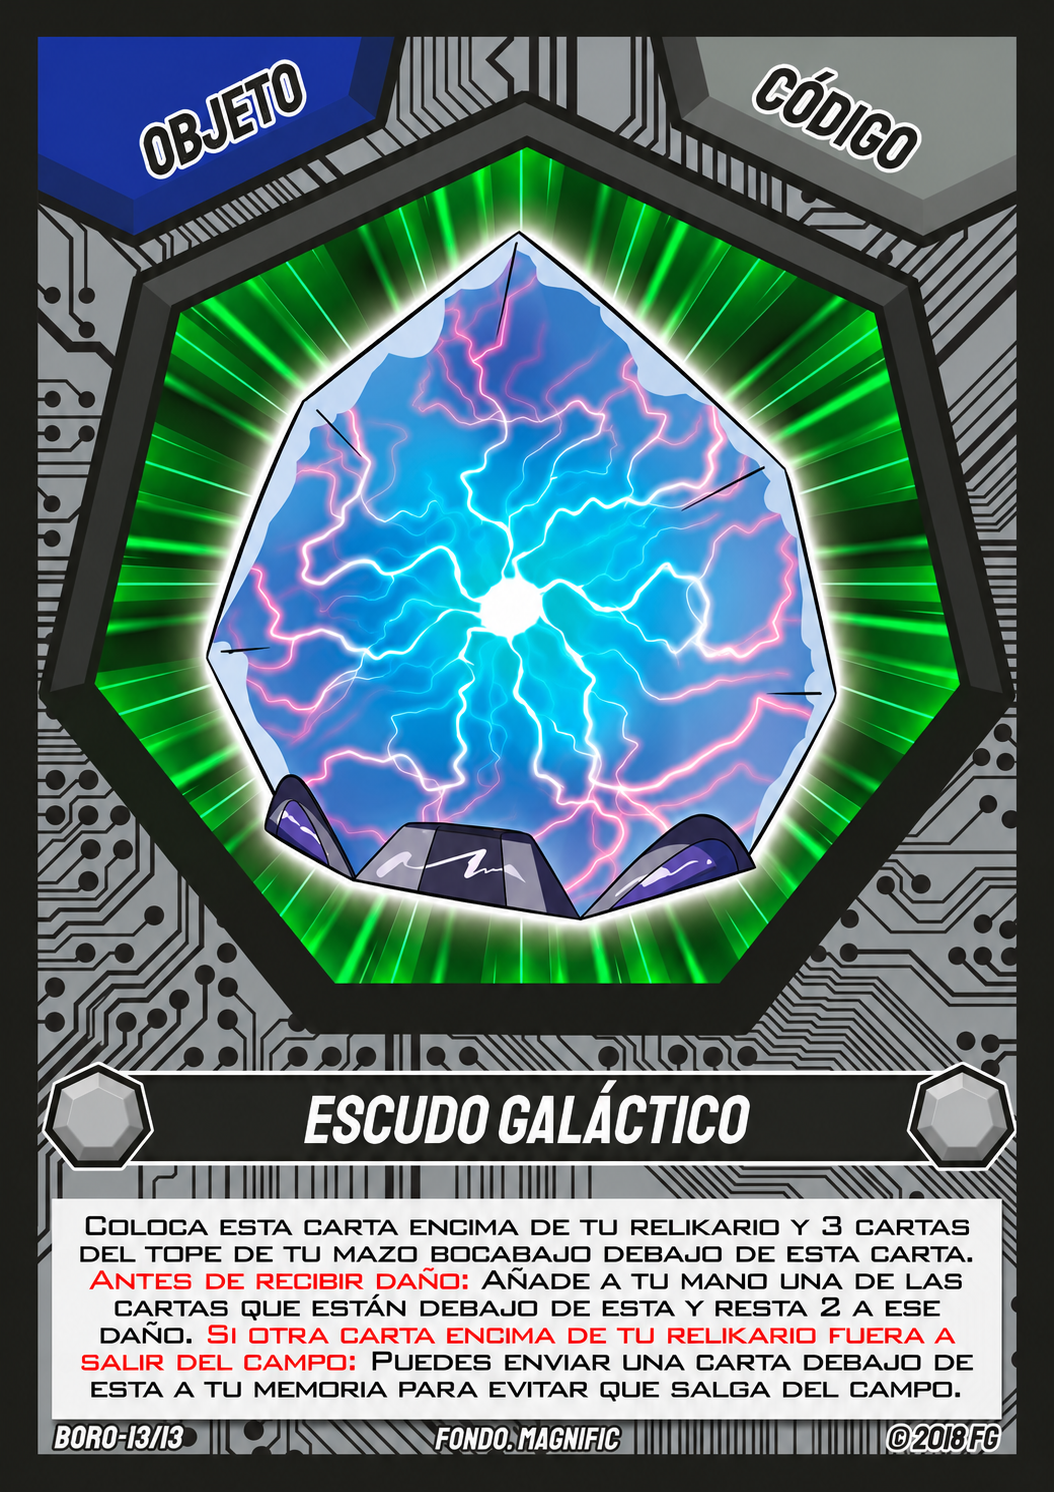 OBJETO
CÓDIGO
ESCUDO GALÁCTICO
COLOCA ESTA CARTA ENCIMA DE TU RELIKARIO Y 3 CARTAS
DEL TOPE DE TU MAZO BOCABAJO DEBAJO DE ESTA CARTA.
ANTES DE RECIBIR DAÑO: AÑADE A TU MANO UNA DE LAS
CARTAS QUE ESTÁN DEBAJO DE ESTA Y RESTA 2 A ESE
DAÑO. SI OTRA CARTA ENCIMA DE TU RELIKARIO FUERA A
SALIR DEL CAMPO: PUEDES ENVIAR UNA CARTA DEBAJO DE
ESTA A TU MEMORIA PARA EVITAR QUE SALGA DEL CAMPO.
BORO-13/13
FONDO. MAGNIFIC
© 2018 FG